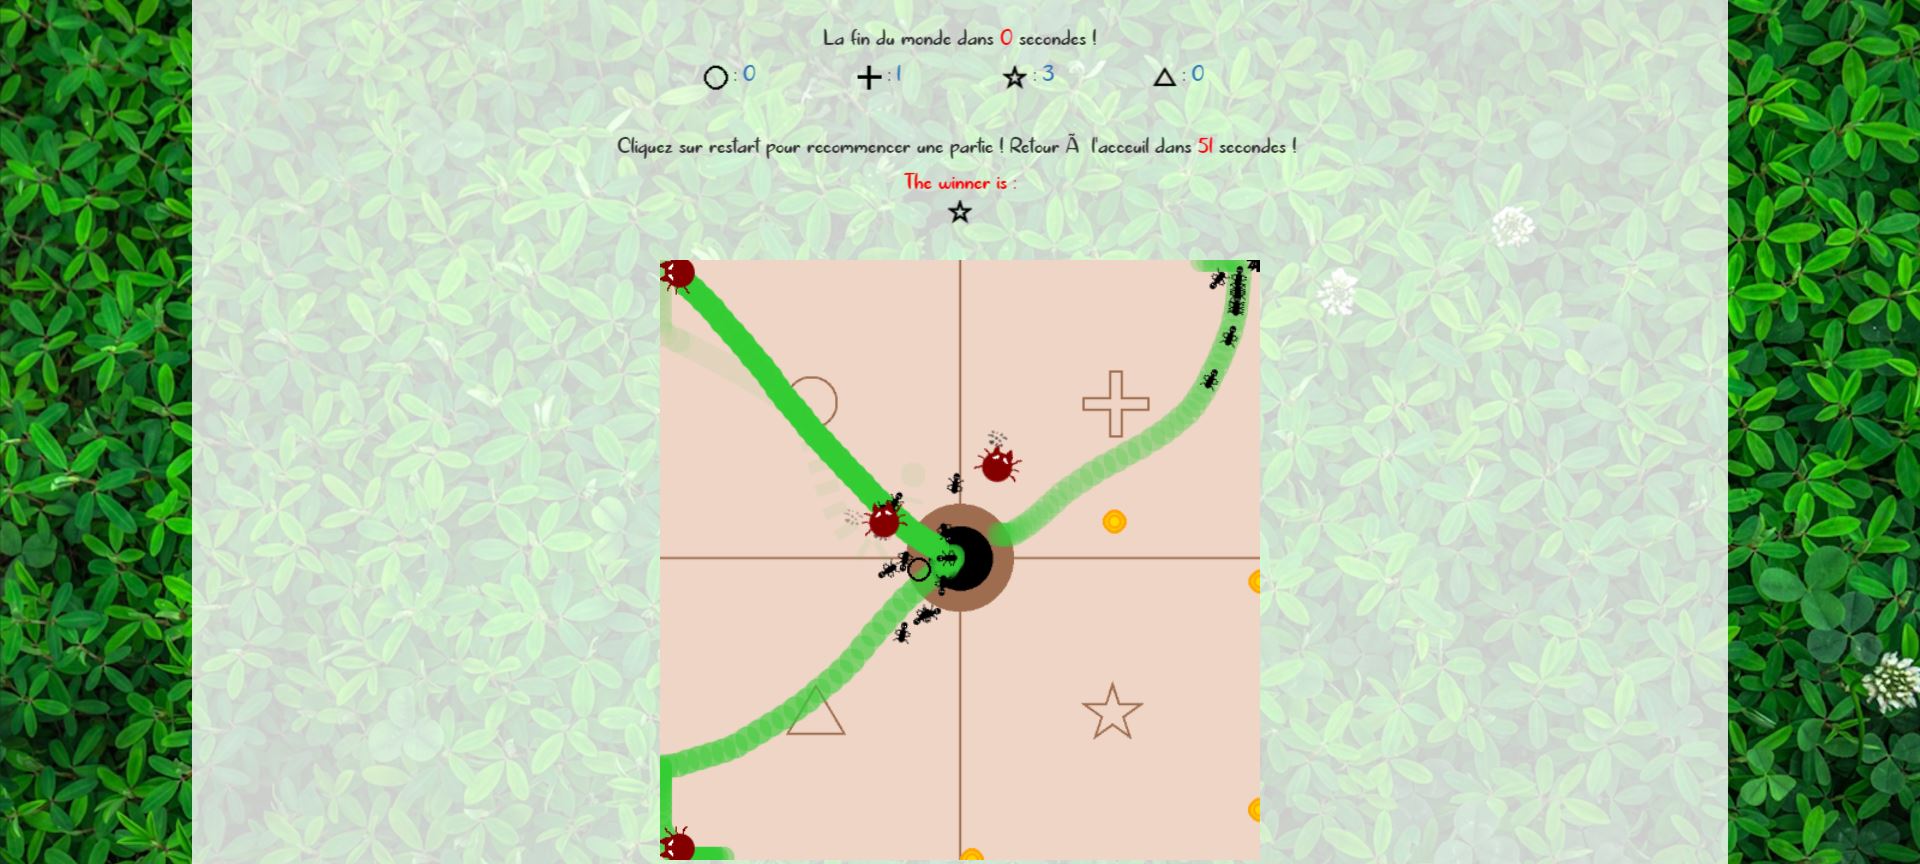 La fin du monde dans 0 secondes !
: 0 : 1 : 3 : 0
Cliquez sur restart pour recommencer une partie ! Retour Ã l'acceuil dans 51 secondes !
The winner is :